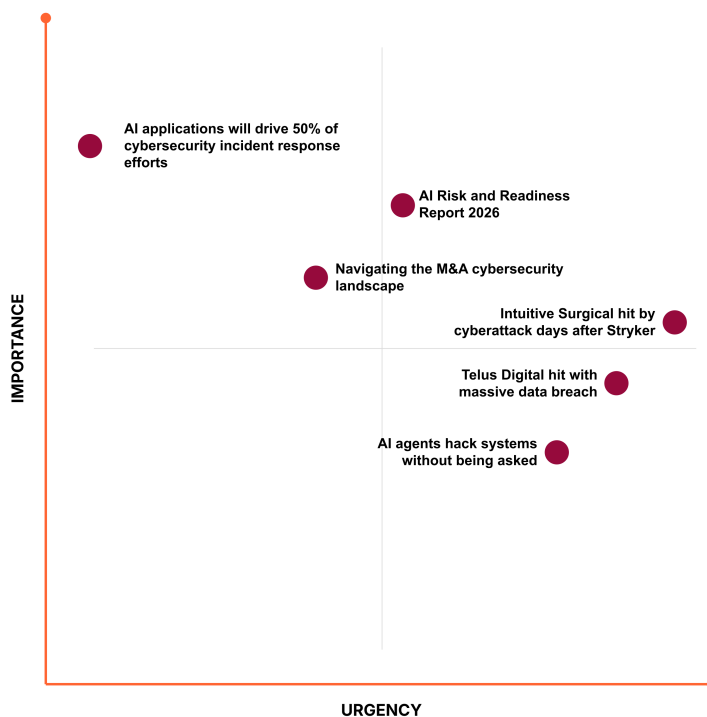 AI applications will drive 50% of
cybersecurity incident response
efforts
AI Risk and Readiness
Report 2026
Navigating the M&A cybersecurity
landscape
Intuitive Surgical hit by
cyberattack days after Stryker
Telus Digital hit with
massive data breach
AI agents hack systems
without being asked
IMPORTANCE
URGENCY